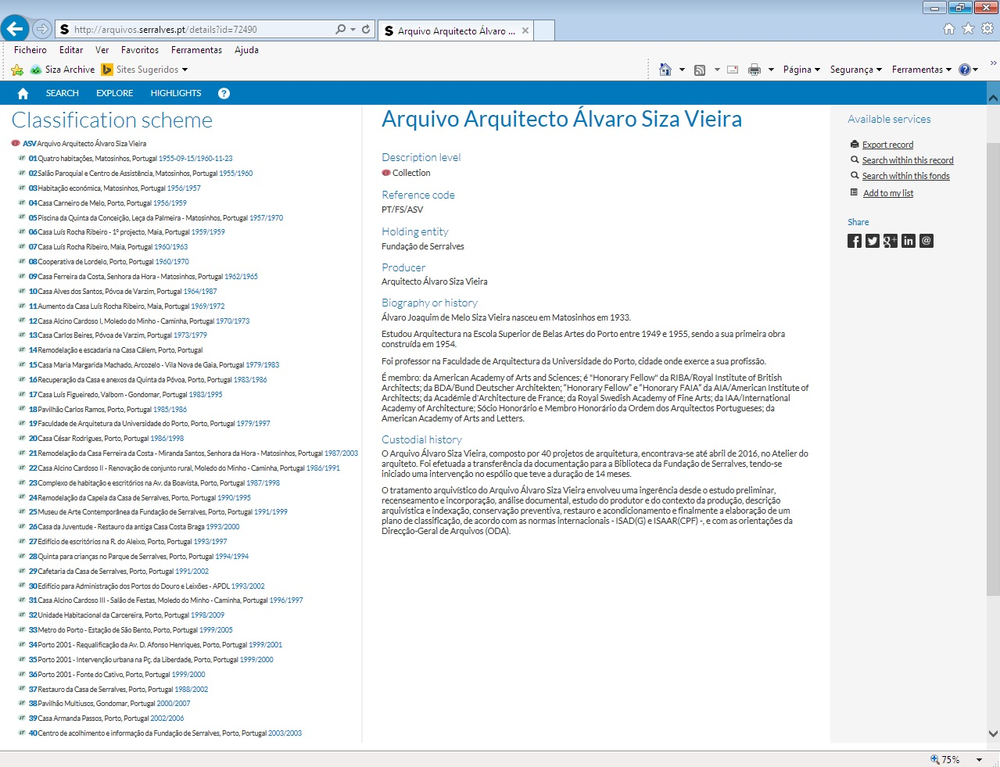 http://arquivos.serralves.pt/details?id=72490
Arquivo Arquitecto Álvaro ...
Ficheiro Editar Ver Favoritos Ferramentas Ajuda
Siza Archive Sites Sugeridos
Página Segurança Ferramentas
SEARCH EXPLORE HIGHLIGHTS
Classification scheme
ASV Arquivo Arquitecto Álvaro Siza Vieira
01 Quatro habitações, Matosinhos, Portugal 1955-09-15/1960-11-23
02 Salão Paroquial e Centro de Assistência, Matosinhos, Portugal 1955/1960
03 Habitação económica, Matosinhos, Portugal 1956/1957
04 Casa Carneiro de Melo, Porto, Portugal 1956/1959
05 Piscina da Quinta da Conceição, Leça da Palmeira - Matosinhos, Portugal 1957/1970
06 Casa Luís Rocha Ribeiro - 1º projecto, Maia, Portugal 1959/1959
07 Casa Luís Rocha Ribeiro, Maia, Portugal 1960/1963
08 Cooperativa de Lordelo, Porto, Portugal 1960/1970
09 Casa Ferreira da Costa, Senhora da Hora - Matosinhos, Portugal 1962/1965
10 Casa Alves dos Santos, Póvoa de Varzim, Portugal 1964/1987
11 Aumento da Casa Luís Rocha Ribeiro, Maia, Portugal 1969/1972
12 Casa Alcino Cardoso I, Moledo do Minho - Caminha, Portugal 1970/1973
13 Casa Carlos Beires, Póvoa de Varzim, Portugal 1973/1979
14 Remodelação e escadaria na Casa Cálem, Porto, Portugal
15 Casa Maria Margarida Machado, Arcozelo - Vila Nova de Gaia, Portugal 1979/1983
16 Recuperação da Casa e anexos da Quinta da Póvoa, Porto, Portugal 1983/1986
17 Casa Luís Figueiredo, Valbom - Gondomar, Portugal 1983/1995
18 Pavilhão Carlos Ramos, Porto, Portugal 1985/1986
19 Faculdade de Arquitetura da Universidade do Porto, Porto, Portugal 1979/1997
20 Casa César Rodrigues, Porto, Portugal 1986/1998
21 Remodelação da Casa Ferreira da Costa - Miranda Santos, Senhora da Hora - Matosinhos, Portugal 1987/2003
22 Casa Alcino Cardoso II - Renovação de conjunto rural, Moledo do Minho - Caminha, Portugal 1986/1991
23 Complexo de habitação e escritórios na Av. da Boavista, Porto, Portugal 1987/1998
24 Remodelação da Capela da Casa de Serralves, Porto, Portugal 1990/1995
25 Museu de Arte Contemporânea da Fundação de Serralves, Porto, Portugal 1991/1999
26 Casa da Juventude - Restauro da antiga Casa Costa Braga 1993/2000
27 Edifício de escritórios na R. do Aleixo, Porto, Portugal 1993/1997
28 Quinta para crianças no Parque de Serralves, Porto, Portugal 1994/1994
29 Cafetaria da Casa de Serralves, Porto, Portugal 1991/2002
30 Edifício para Administração dos Portos do Douro e Leixões - APDL 1993/2002
31 Casa Alcino Cardoso III - Salão de Festas, Moledo do Minho - Caminha, Portugal 1996/1997
32 Unidade Habitacional da Carcereira, Porto, Portugal 1998/2009
33 Metro do Porto - Estação de São Bento, Porto, Portugal 1999/2005
34 Porto 2001 - Requalificação da Av. D. Afonso Henriques, Porto, Portugal 1999/2001
35 Porto 2001 - Intervenção urbana na Pç. da Liberdade, Porto, Portugal 1999/2000
36 Porto 2001 - Fonte do Cativo, Porto, Portugal 1999/2000
37 Restauro da Casa de Serralves, Porto, Portugal 1988/2002
38 Pavilhão Multiusos, Gondomar, Portugal 2000/2007
39 Casa Armanda Passos, Porto, Portugal 2002/2006
40 Centro de acolhimento e informação da Fundação de Serralves, Porto, Portugal 2003/2003
Arquivo Arquitecto Álvaro Siza Vieira
Description level
Collection
Reference code
PT/FS/ASV
Holding entity
Fundação de Serralves
Producer
Arquitecto Álvaro Siza Vieira
Biography or history
Álvaro Joaquim de Melo Siza Vieira nasceu em Matosinhos em 1933.
Estudou Arquitectura na Escola Superior de Belas Artes do Porto entre 1949 e 1955, sendo a sua primeira obra
construída em 1954.
Foi professor na Faculdade de Arquitectura da Universidade do Porto, cidade onde exerce a sua profissão.
É membro: da American Academy of Arts and Sciences; é "Honorary Fellow" da RIBA/Royal Institute of British
Architects; da BDA/Bund Deutscher Architekten; "Honorary Fellow" e "Honorary FAIA" da AIA/American Institute of
Architects; da Académie d'Architecture de France; da Royal Swedish Academy of Fine Arts; da IAA/International
Academy of Architecture; Sócio Honorário e Membro Honorário da Ordem dos Arquitectos Portugueses; da
American Academy of Arts and Letters.
Custodial history
O Arquivo Álvaro Siza Vieira, composto por 40 projetos de arquitetura, encontrava-se até abril de 2016, no Atelier do
arquiteto. Foi efetuada a transferência da documentação para a Biblioteca da Fundação de Serralves, tendo-se
iniciado uma intervenção no espólio que teve a duração de 14 meses.
O tratamento arquivístico do Arquivo Álvaro Siza Vieira envolveu uma ingerência desde o estudo preliminar,
recenseamento e incorporação, análise documental, estudo do produtor e do contexto da produção, descrição
arquivística e indexação, conservação preventiva, restauro e acondicionamento e finalmente a elaboração de um
plano de classificação, de acordo com as normas internacionais - ISAD(G) e ISAAR(CPF) -, e com as orientações da
Direcção-Geral de Arquivos (ODA).
Available services
Export record
Search within this record
Search within this fonds
Add to my list
Share
75%